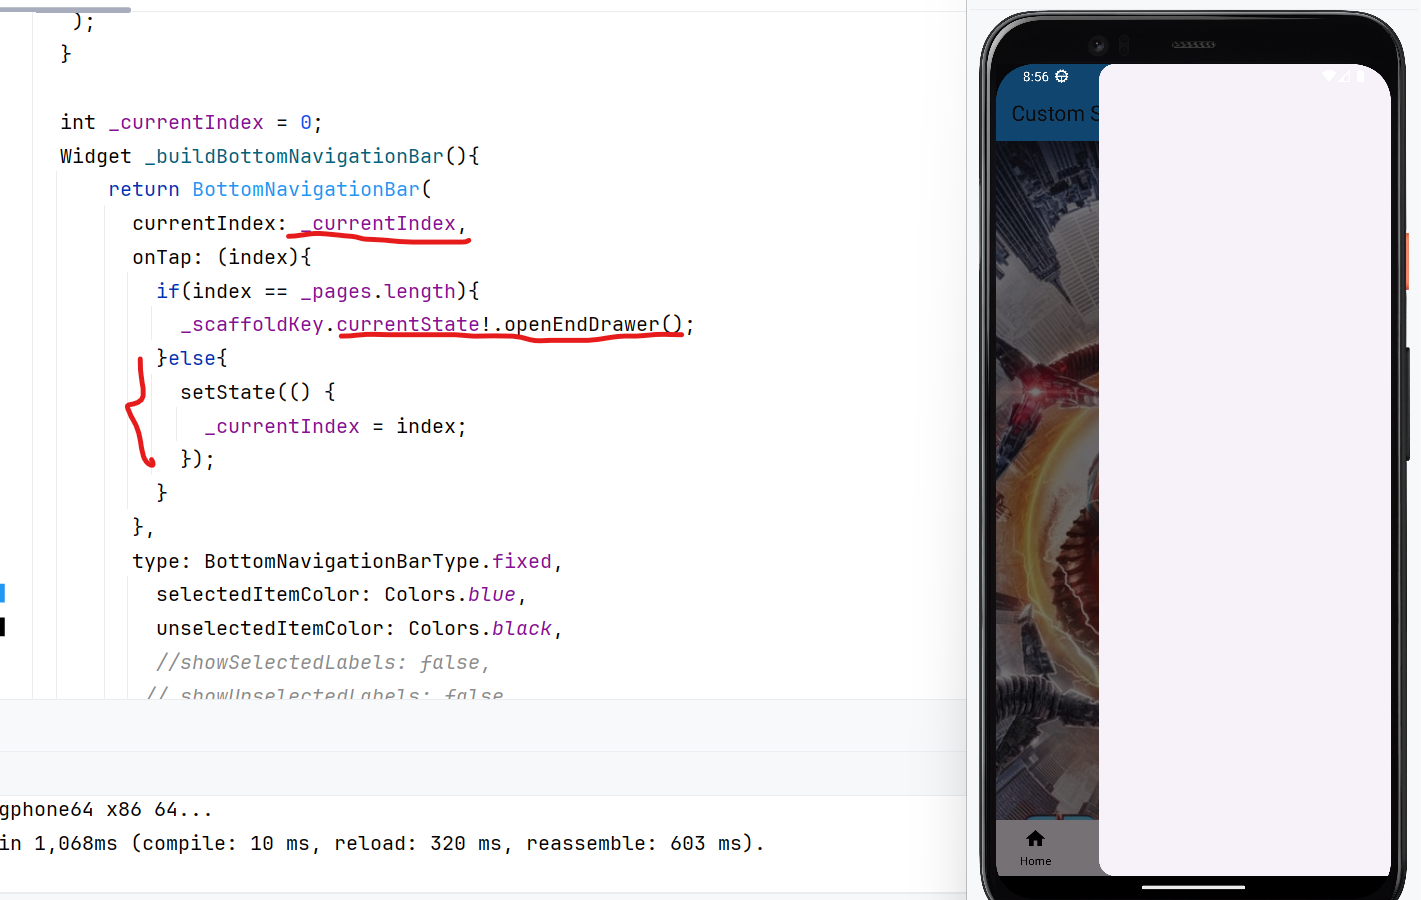 );
}
int _currentIndex = 0;
Widget _buildBottomNavigationBar(){
return BottomNavigationBar(
currentIndex: _currentIndex,
onTap: (index){
if(index == _pages.length){
_scaffoldKey.currentState!.openEndDrawer();
}else{
setState(() {
_currentIndex = index;
});
}
},
type: BottomNavigationBarType.fixed,
selectedItemColor: Colors.blue,
unselectedItemColor: Colors.black,
//showSelectedLabels: false,
// showUnselectedLabels: false
gphone64 x86 64...
in 1,068ms (compile: 10 ms, reload: 320 ms, reassemble: 603 ms).
8:56
Custom S
Home